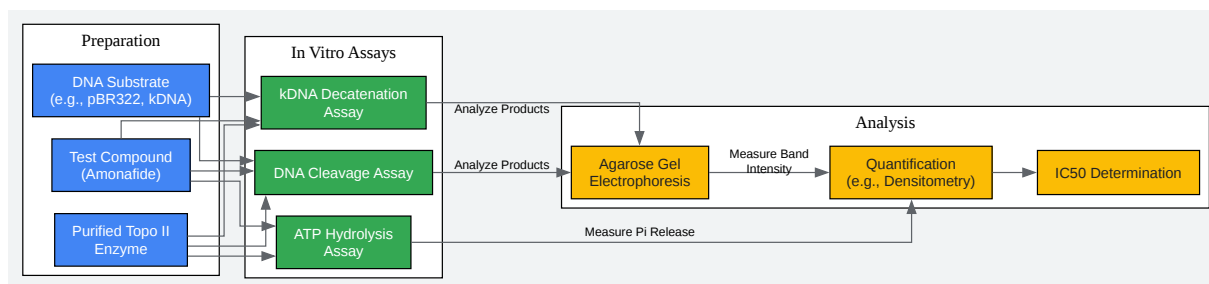 Preparation
DNA Substrate
(e.g., pBR322, kDNA)
Test Compound
(Amonafide)
Purified Topo II
Enzyme
In Vitro Assays
kDNA Decatenation
Assay
DNA Cleavage Assay
ATP Hydrolysis
Assay
Analyze Products
Analyze Products
Measure Pi Release
Analysis
Agarose Gel
Electrophoresis
Measure Band
Intensity
Quantification
(e.g., Densitometry)
IC50 Determination